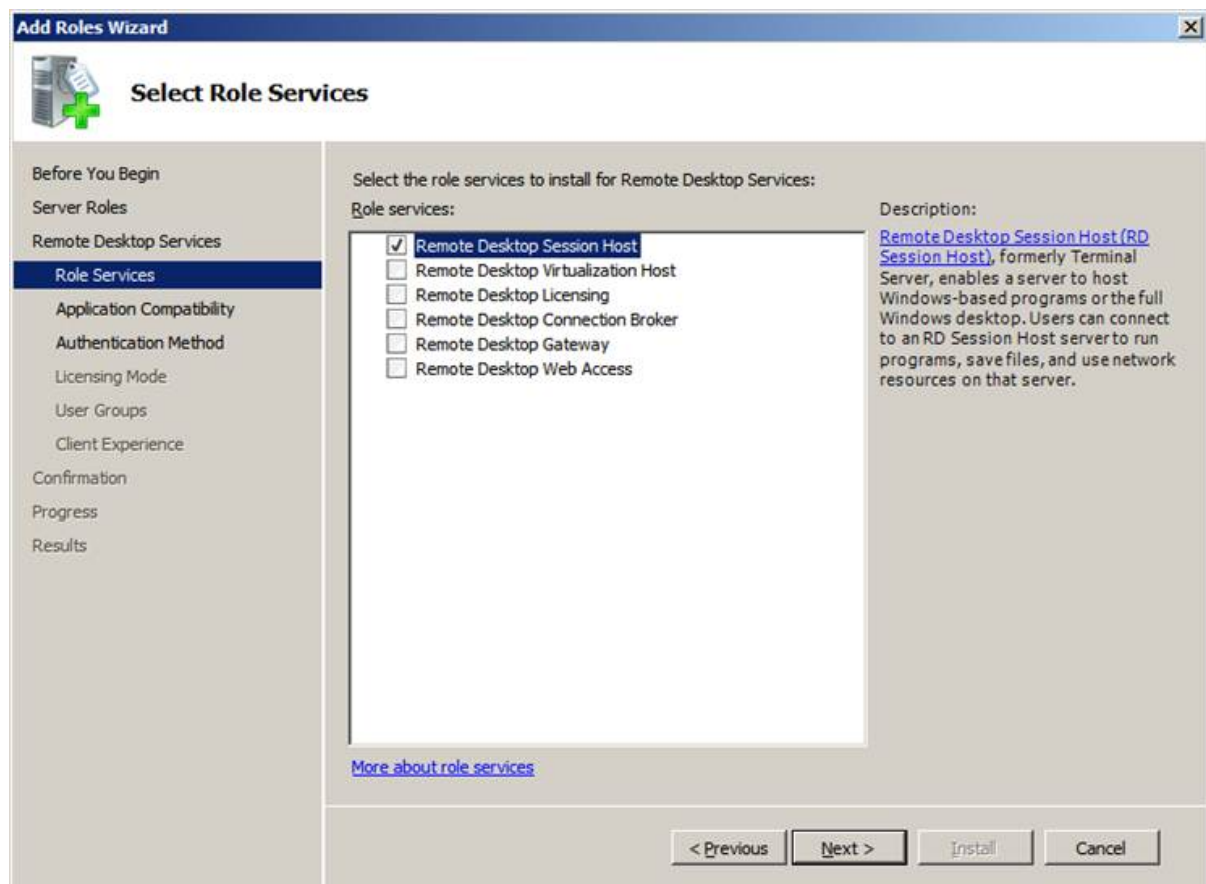 Add Roles Wizard
Select Role Services
Before You Begin
Server Roles
Remote Desktop Services
Role Services
Application Compatibility
Authentication Method
Licensing Mode
User Groups
Client Experience
Confirmation
Progress
Results
Select the role services to install for Remote Desktop Services:
Role services:
Remote Desktop Session Host
Remote Desktop Virtualization Host
Remote Desktop Licensing
Remote Desktop Connection Broker
Remote Desktop Gateway
Remote Desktop Web Access
More about role services
Description:
Remote Desktop Session Host (RD
Session Host), formerly Terminal
Server, enables a server to host
Windows-based programs or the full
Windows desktop. Users can connect
to an RD Session Host server to run
programs, save files, and use network
resources on that server.
< Previous
Next >
Install
Cancel